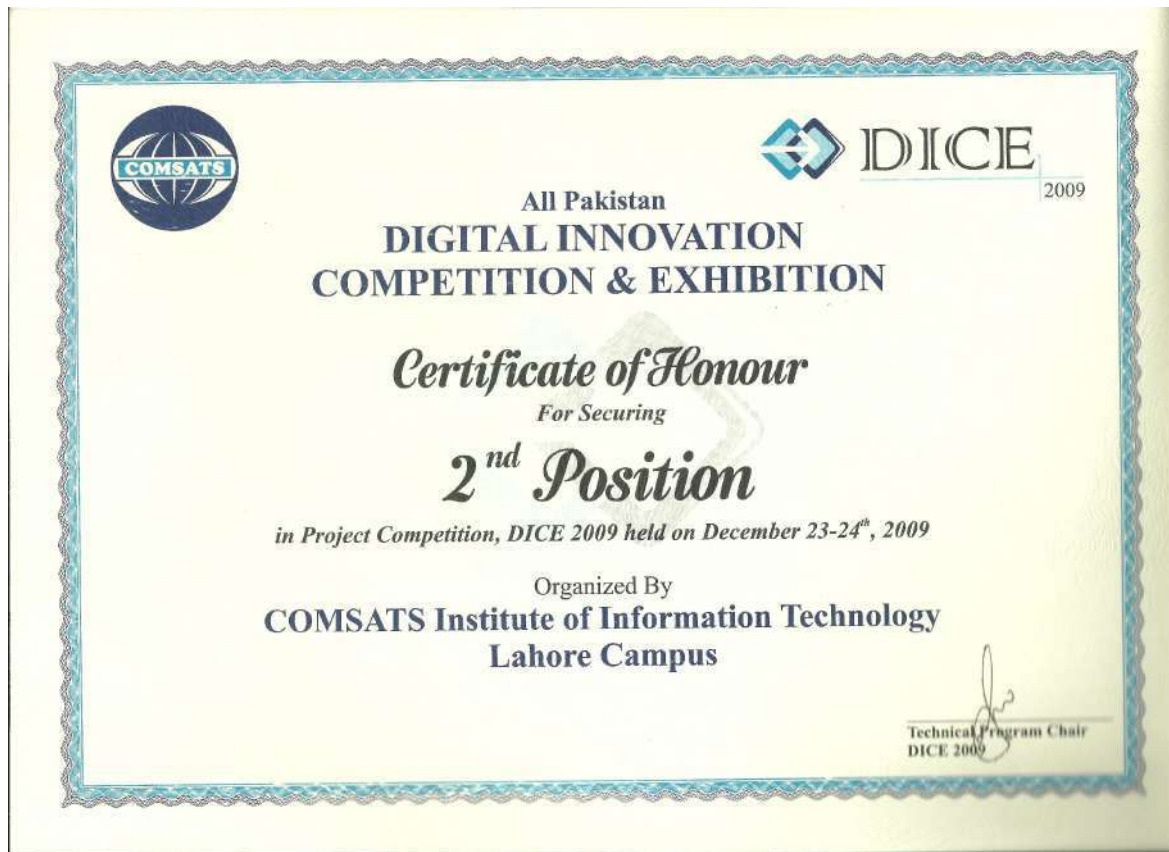 COMSATS
DICE
2009
All Pakistan
DIGITAL INNOVATION
COMPETITION & EXHIBITION
Certificate of Honour
For Securing
2nd Position
in Project Competition, DICE 2009 held on December 23-24th, 2009
Organized By
COMSATS Institute of Information Technology
Lahore Campus
Technical Program Chair
DICE 2009